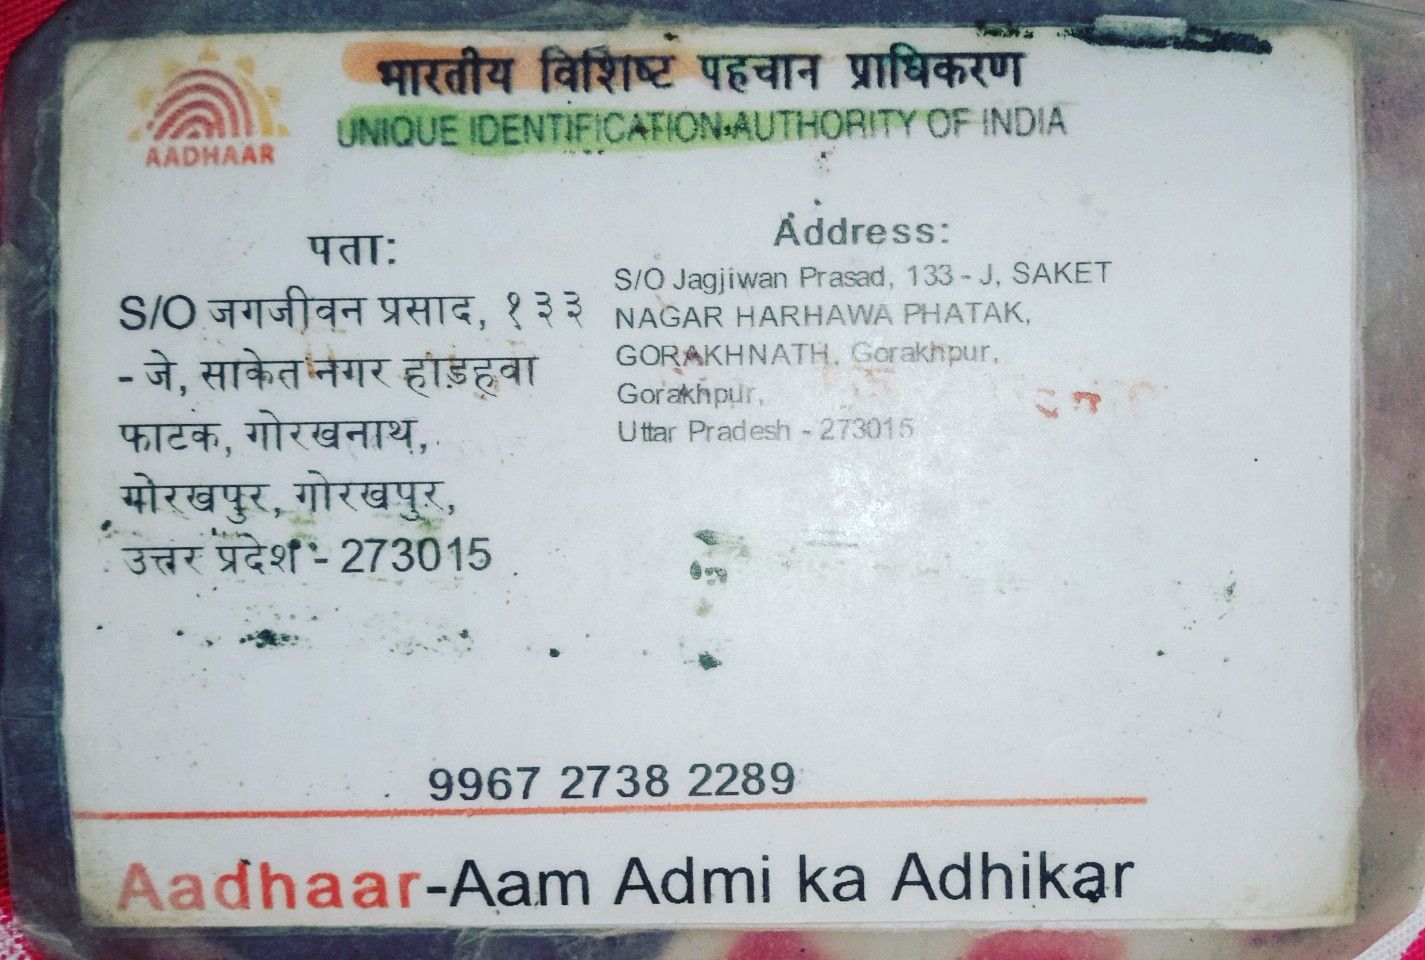 भारतीय विशिष्ट पहचान प्राधिकरण
UNIQUE IDENTIFICATION AUTHORITY OF INDIA
AADHAAR
पता:
S/O जगजीवन प्रसाद, १३३
- जे, साकेत नगर हाड़हवा
फाटक, गोरखनाथ,
गोरखपुर, गोरखपुर,
उत्तर प्रदेश - 273015
Address:
S/O Jagjiwan Prasad, 133 - J, SAKET
NAGAR HARHAWA PHATAK,
GORAKHNATH, Gorakhpur,
Gorakhpur,
Uttar Pradesh - 273015
9967 2738 2289
Aadhaar-Aam Admi ka Adhikar